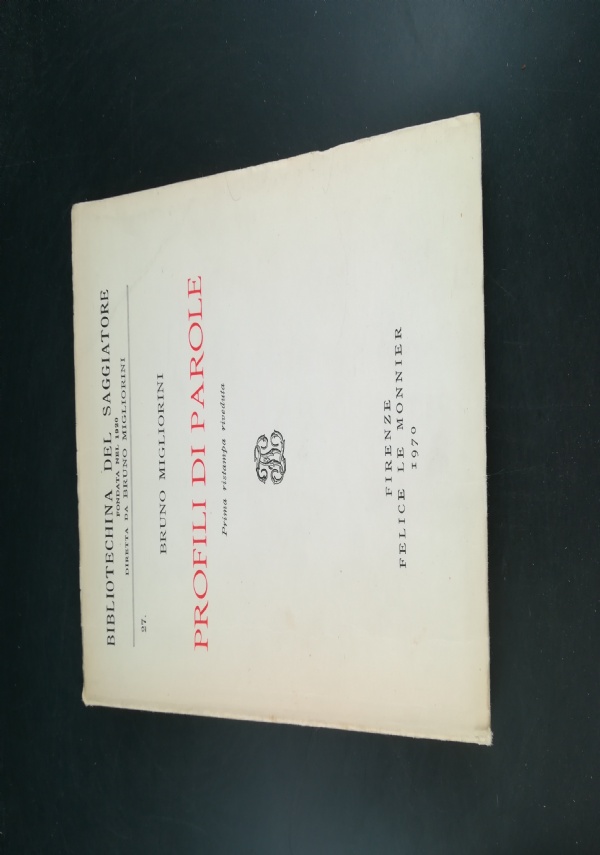 BIBLIOTECHINA DEL SAGGIATORE
FONDATA NEL 1920
DIRETTA DA BRUNO MIGLIORINI
27.
BRUNO MIGLIORINI
PROFILI DI PAROLE
Prima ristampa riveduta
FIRENZE
FELICE LE MONNIER
1970